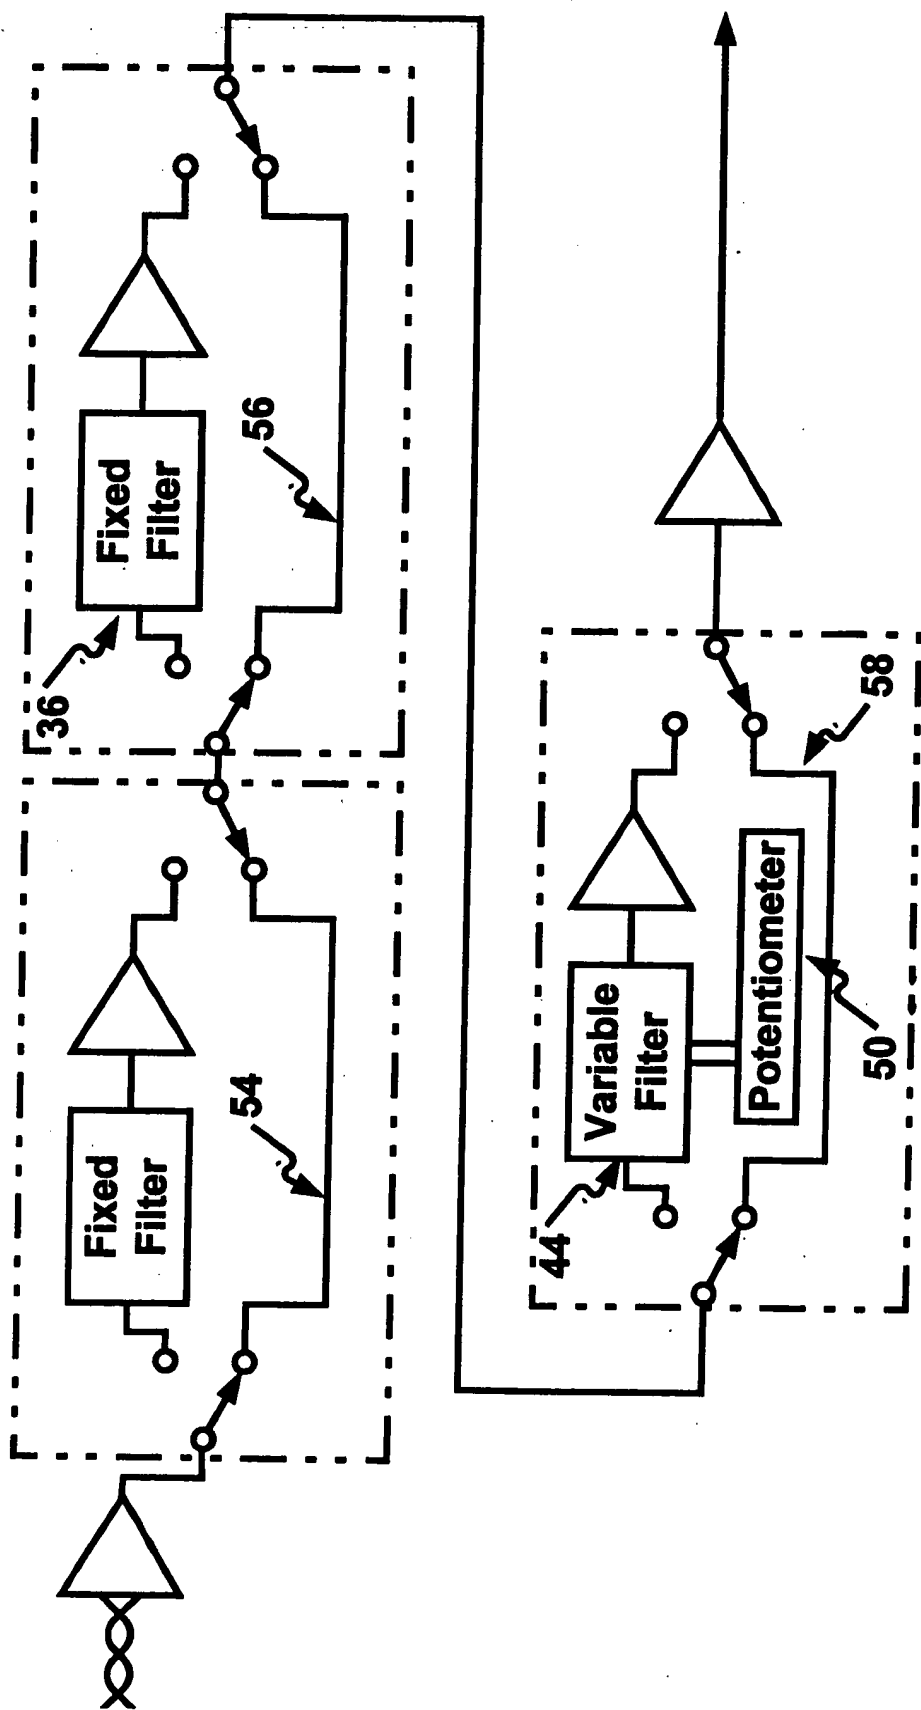 Fixed
Filter
54
36
Fixed
Filter
56
44
Variable
Filter
Potentiometer
50
58